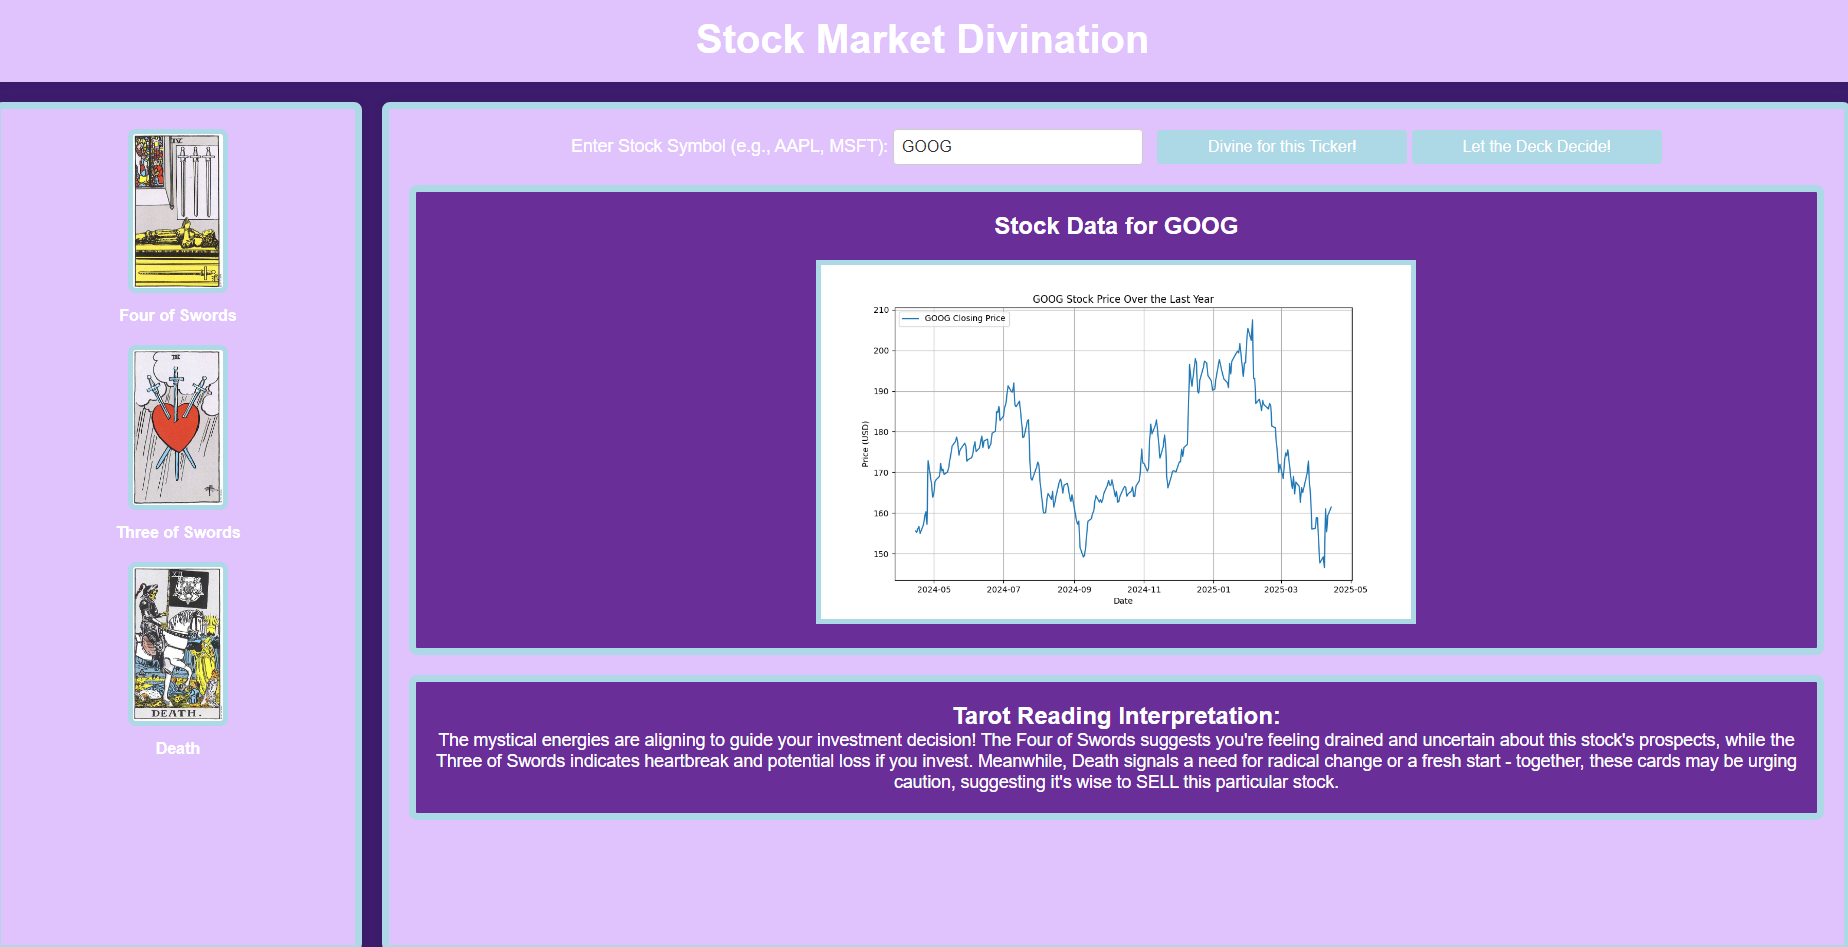 Stock Market Divination
IV
Four of Swords
III
Three of Swords
DEATH.
Death
Enter Stock Symbol (e.g., AAPL, MSFT): GOOG Divine for this Ticker! Let the Deck Decide!
Stock Data for GOOG
GOOG Stock Price Over the Last Year
GOOG Closing Price
Price (USD)
210
200
190
180
170
160
150
2024-05 2024-07 2024-09 2024-11 2025-01 2025-03 2025-05
Date
Tarot Reading Interpretation:
The mystical energies are aligning to guide your investment decision! The Four of Swords suggests you're feeling drained and uncertain about this stock's prospects, while the
Three of Swords indicates heartbreak and potential loss if you invest. Meanwhile, Death signals a need for radical change or a fresh start - together, these cards may be urging
caution, suggesting it's wise to SELL this particular stock.